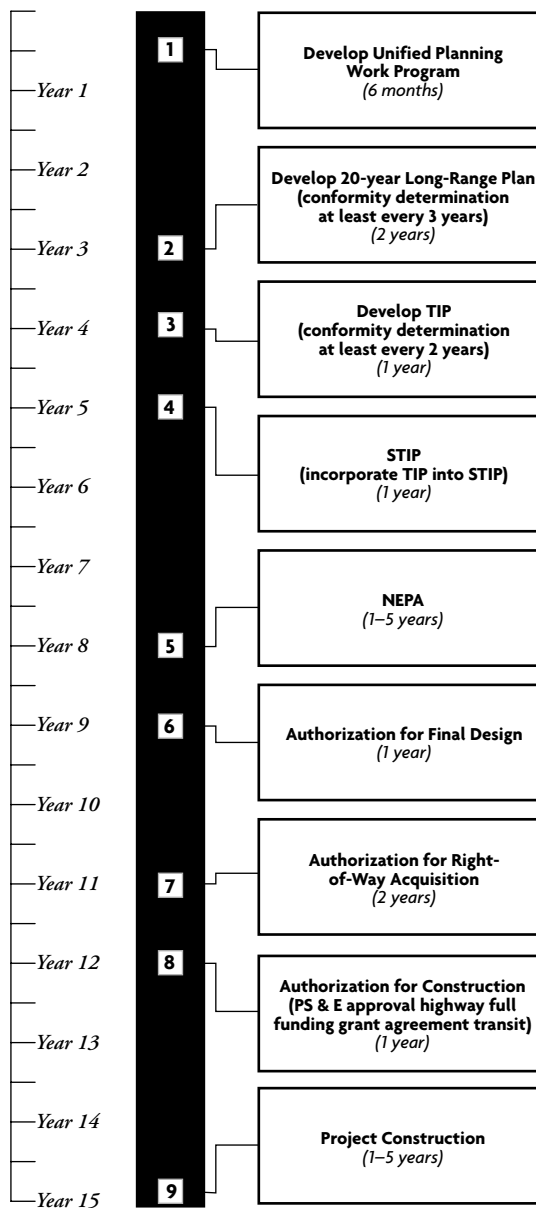 1
Develop Unified Planning
Work Program
(6 months)
Year 1
Year 2
Develop 20-year Long-Range Plan
(conformity determination
at least every 3 years)
(2 years)
Year 3
2
Develop TIP
(conformity determination
at least every 2 years)
(1 year)
Year 4
3
Year 5
4
STIP
(incorporate TIP into STIP)
(1 year)
Year 6
Year 7
NEPA
(1–5 years)
Year 8
5
Year 9
6
Authorization for Final Design
(1 year)
Year 10
Authorization for Right-
of-Way Acquisition
(2 years)
Year 11
7
Year 12
8
Authorization for Construction
(PS & E approval highway full
funding grant agreement transit)
(1 year)
Year 13
Year 14
Project Construction
(1–5 years)
9
Year 15